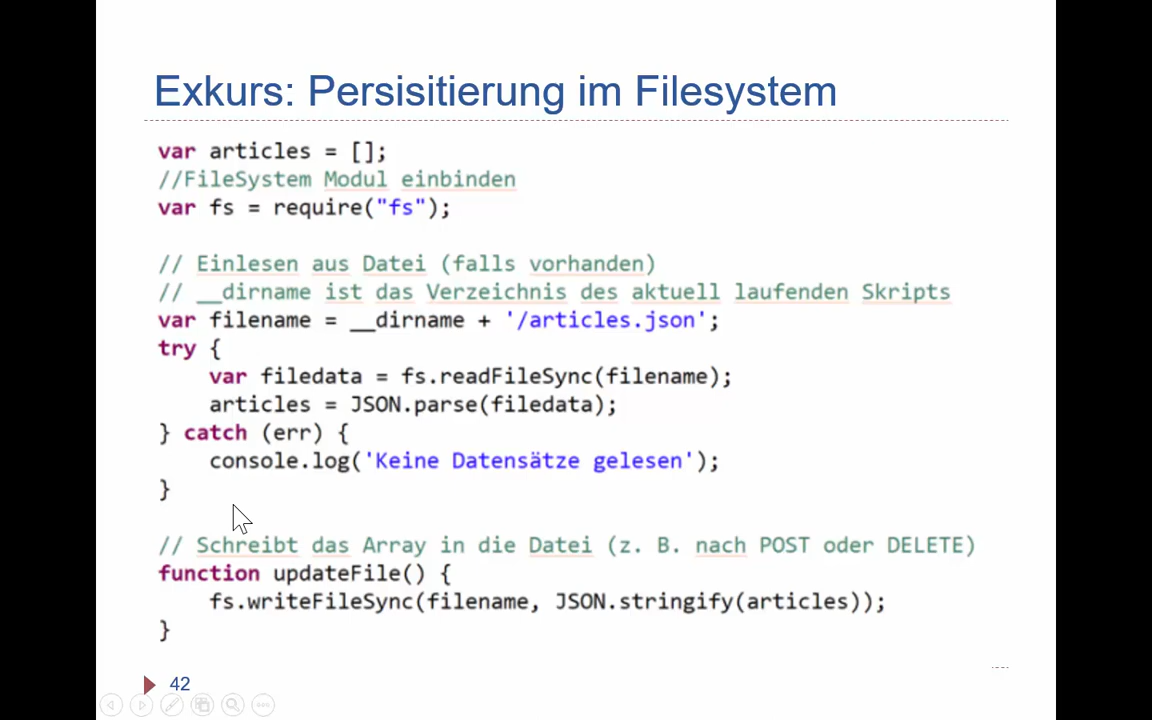 Exkurs: Persisitierung im Filesystem
var articles = [];
//FileSystem Modul einbinden
var fs = require("fs");
// Einlesen aus Datei (falls vorhanden)
// __dirname ist das Verzeichnis des aktuell laufenden Skripts
var filename = __dirname + '/articles.json';
try {
var filedata = fs.readFileSync(filename);
articles = JSON.parse(filedata);
} catch (err) {
console.log('Keine Datensätze gelesen');
}
// Schreibt das Array in die Datei (z. B. nach POST oder DELETE)
function updateFile() {
fs.writeFileSync(filename, JSON.stringify(articles));
}
42